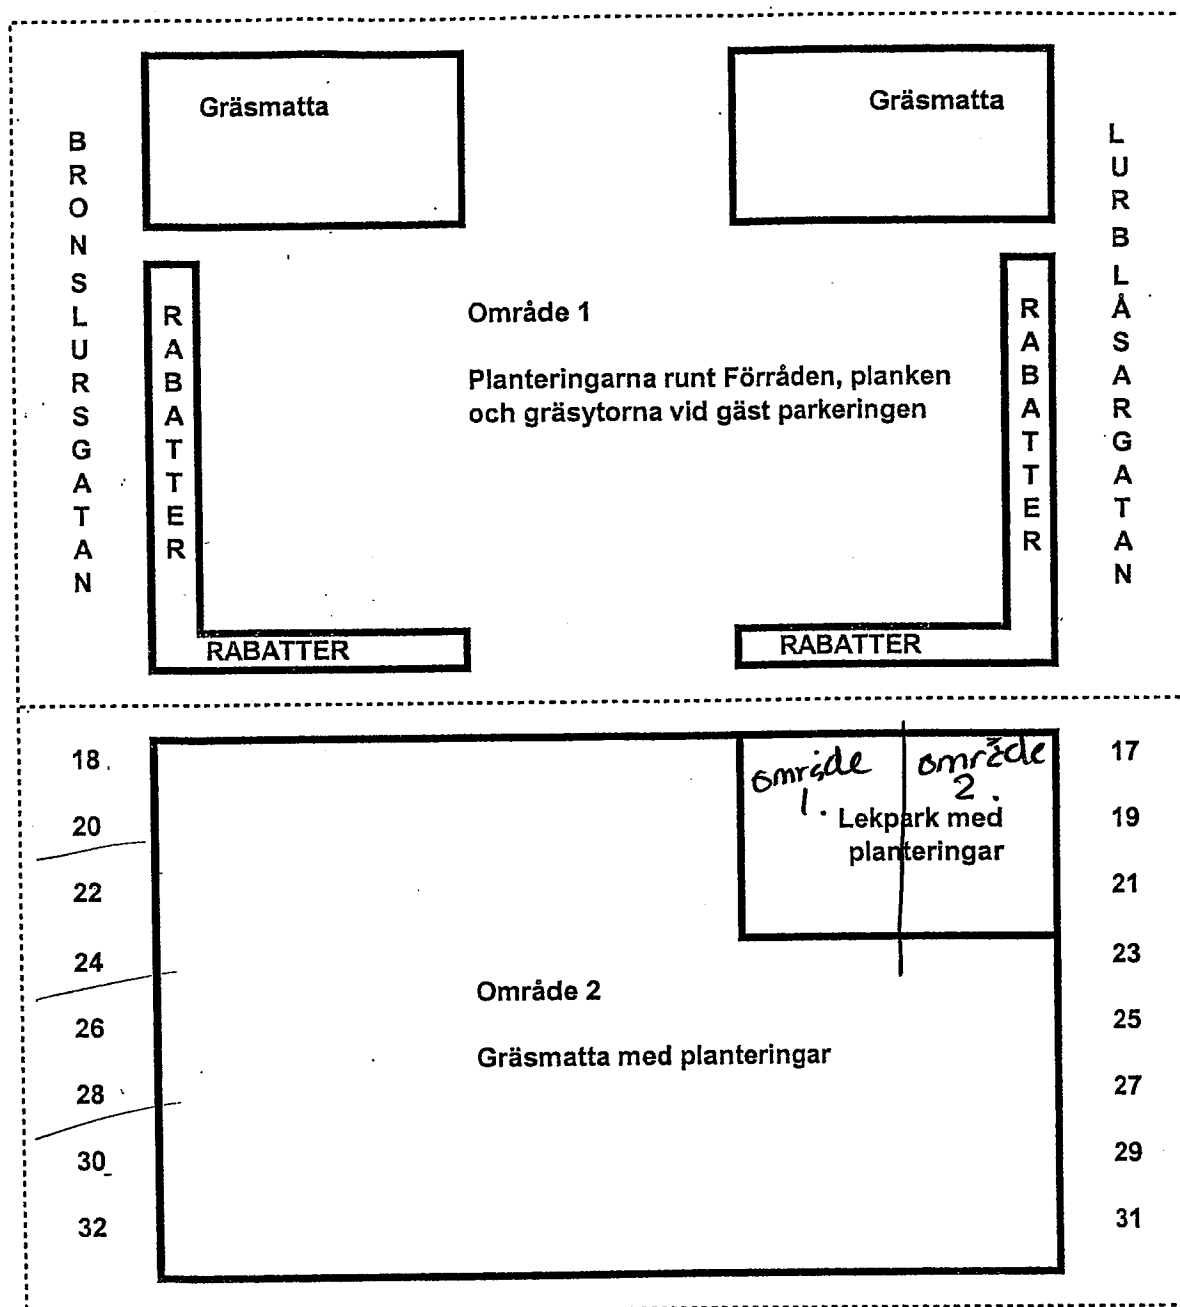 Gräsmatta
Gräsmatta
BRONSLURSGATAN
LURBLÅSARGATAN
RABATTER
Område 1
Planteringarna runt Förråden, planken
och gräsytorna vid gäst parkeringen
RABATTER
RABATTER
RABATTER
18
20
22
24
26
28
30
32
område
1.
område
2.
Lekpark med
planteringar
Område 2
Gräsmatta med planteringar
17
19
21
23
25
27
29
31